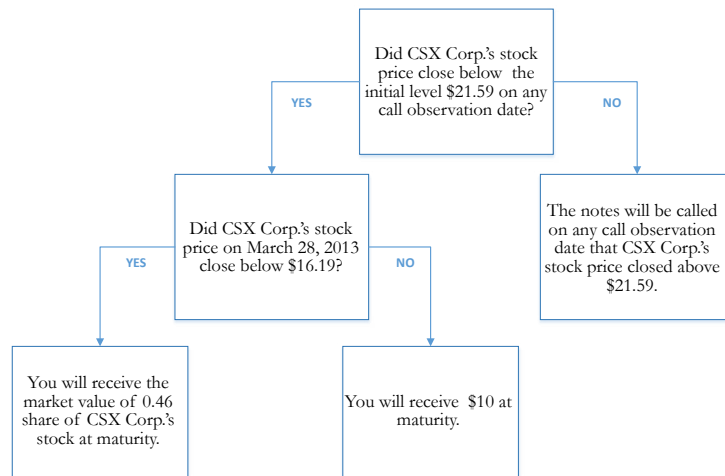 Did CSX Corp.'s stock
price close below the
initial level $21.59 on any
call observation date?
YES
NO
Did CSX Corp.'s stock
price on March 28, 2013
close below $16.19?
The notes will be called
on any call observation
date that CSX Corp.'s
stock price closed above
$21.59.
YES
NO
You will receive the
market value of 0.46
share of CSX Corp.'s
stock at maturity.
You will receive $10 at
maturity.